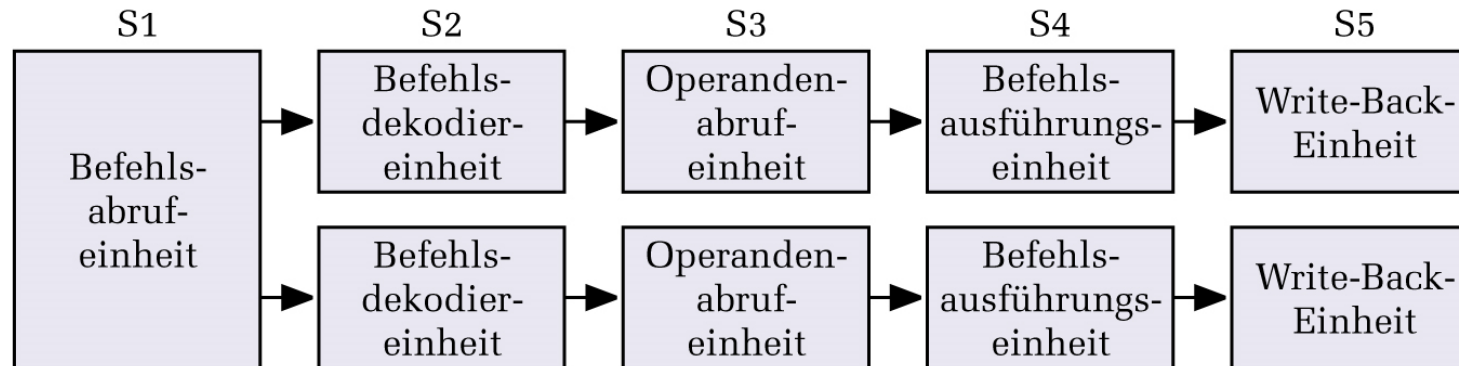 S1 S2 S3 S4 S5
Befehls-
abruf-
einheit
Befehls-
dekodier-
einheit
Operanden-
abruf-
einheit
Befehls-
ausführungs-
einheit
Write-Back-
Einheit
Befehls-
dekodier-
einheit
Operanden-
abruf-
einheit
Befehls-
ausführungs-
einheit
Write-Back-
Einheit